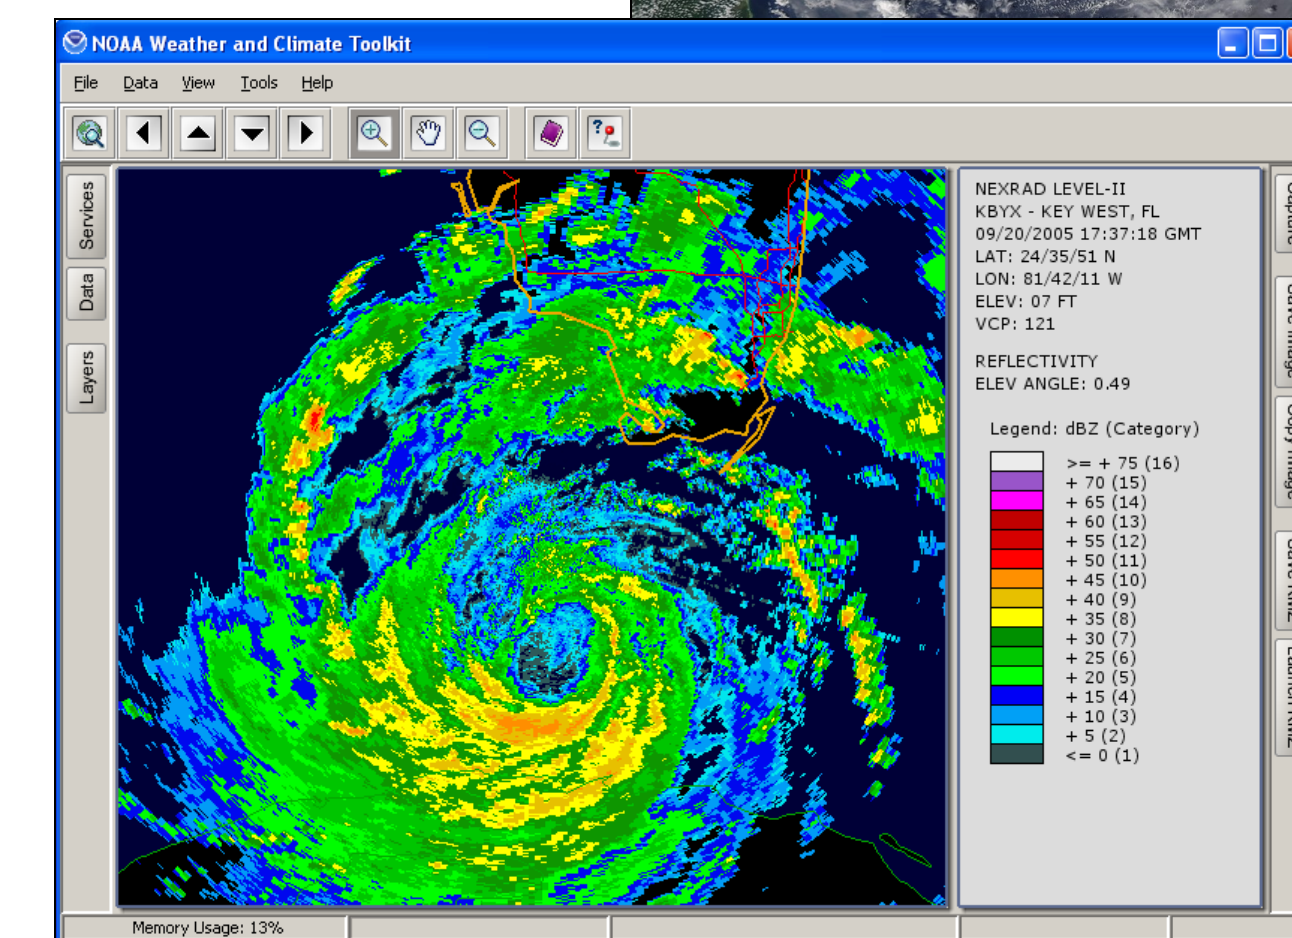 NOAA Weather and Climate Toolkit
File Data View Tools Help
Services
Data
Layers
NEXRAD LEVEL-II
KBYX - KEY WEST, FL
09/20/2005 17:37:18 GMT
LAT: 24/35/51 N
LON: 81/42/11 W
ELEV: 07 FT
VCP: 121
REFLECTIVITY
ELEV ANGLE: 0.49
Legend: dBZ (Category)
>= + 75 (16)
+ 70 (15)
+ 65 (14)
+ 60 (13)
+ 55 (12)
+ 50 (11)
+ 45 (10)
+ 40 (9)
+ 35 (8)
+ 30 (7)
+ 25 (6)
+ 20 (5)
+ 15 (4)
+ 10 (3)
+ 5 (2)
<= 0 (1)
Memory Usage: 13%